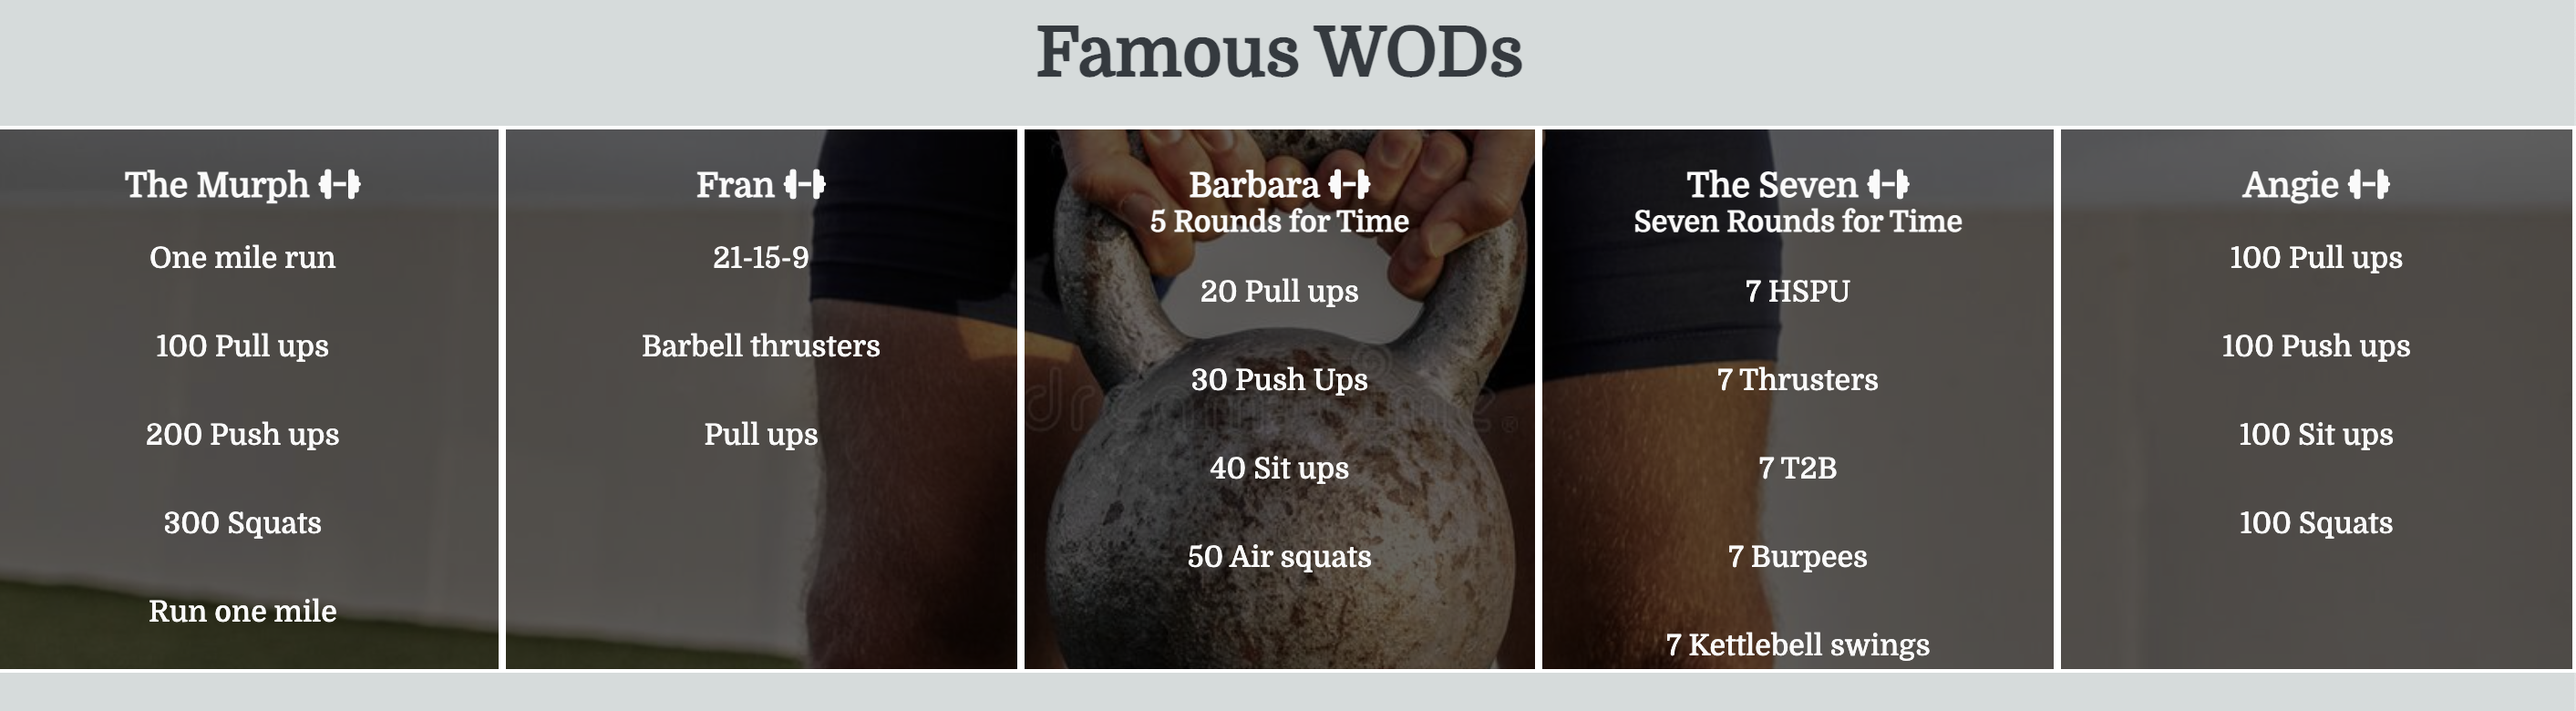 Famous WODs
The Murph
One mile run
100 Pull ups
200 Push ups
300 Squats
Run one mile
Fran
21-15-9
Barbell thrusters
Pull ups
Barbara
5 Rounds for Time
20 Pull ups
30 Push Ups
40 Sit ups
50 Air squats
dreamstime®
The Seven
Seven Rounds for Time
7 HSPU
7 Thrusters
7 T2B
7 Burpees
7 Kettlebell swings
Angie
100 Pull ups
100 Push ups
100 Sit ups
100 Squats